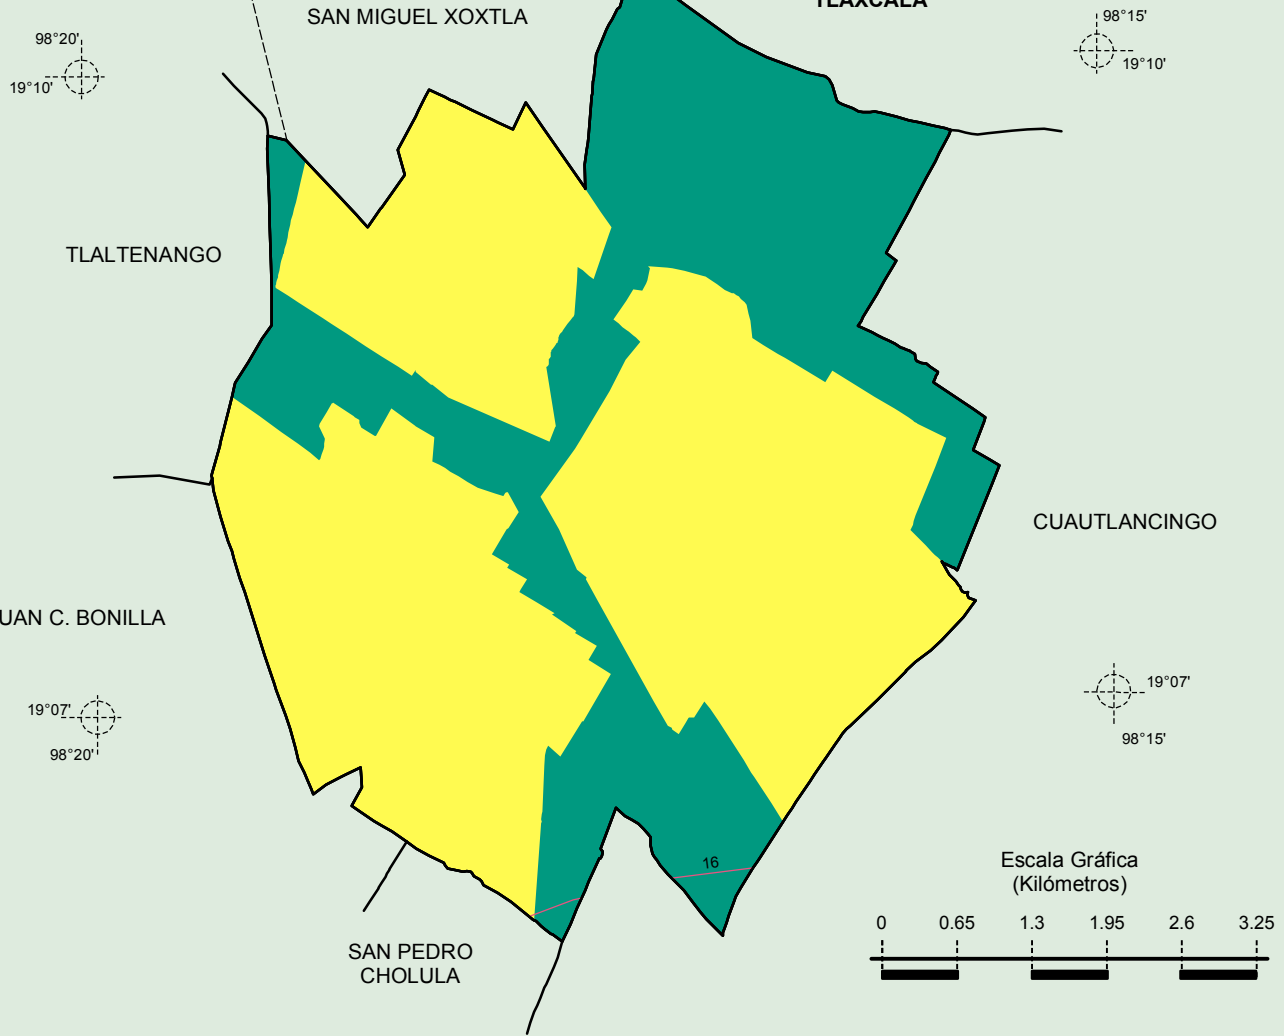 TLAXCALA
SAN MIGUEL XOXTLA
98°15'
98°20'
19°10'
19°10'
TLALTENANGO
CUAUTLANCINGO
UAN C. BONILLA
19°07'
19°07'
98°15'
98°20'
16
Escala Gráfica
(Kilómetros)
0 0.65 1.3 1.95 2.6 3.25
SAN PEDRO
CHOLULA